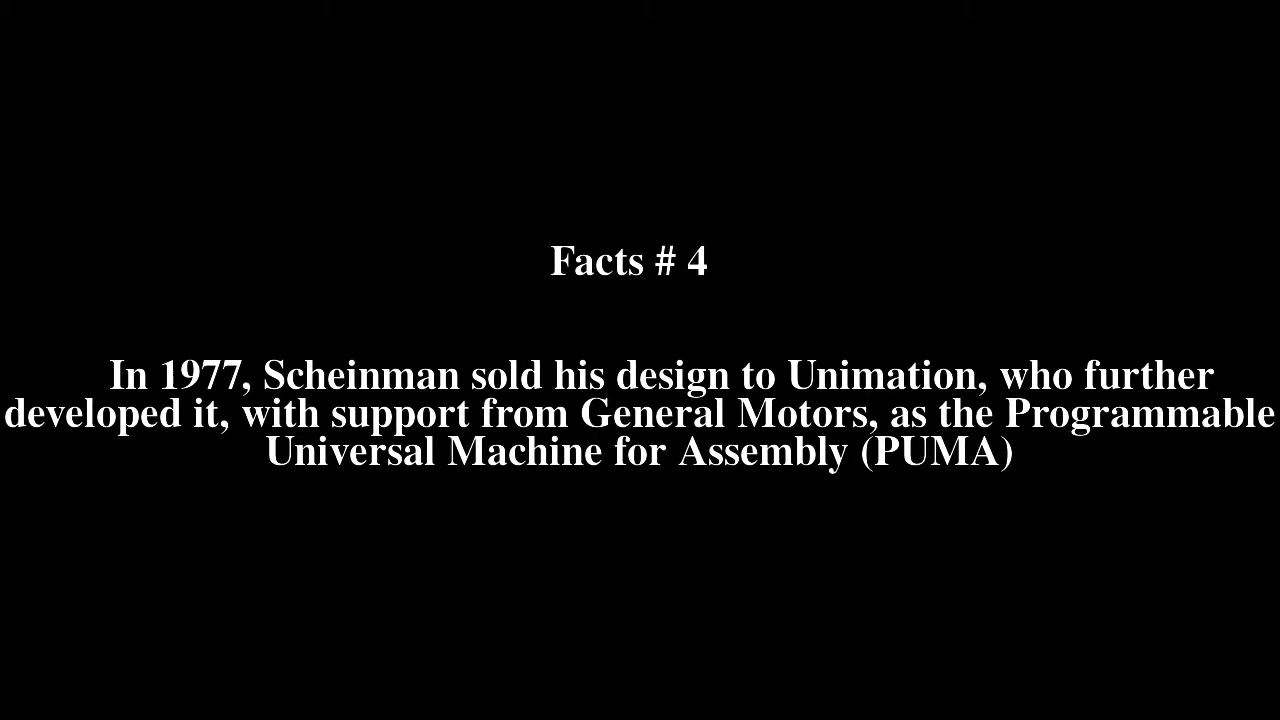 Facts # 4
In 1977, Scheinman sold his design to Unimation, who further
developed it, with support from General Motors, as the Programmable
Universal Machine for Assembly (PUMA)